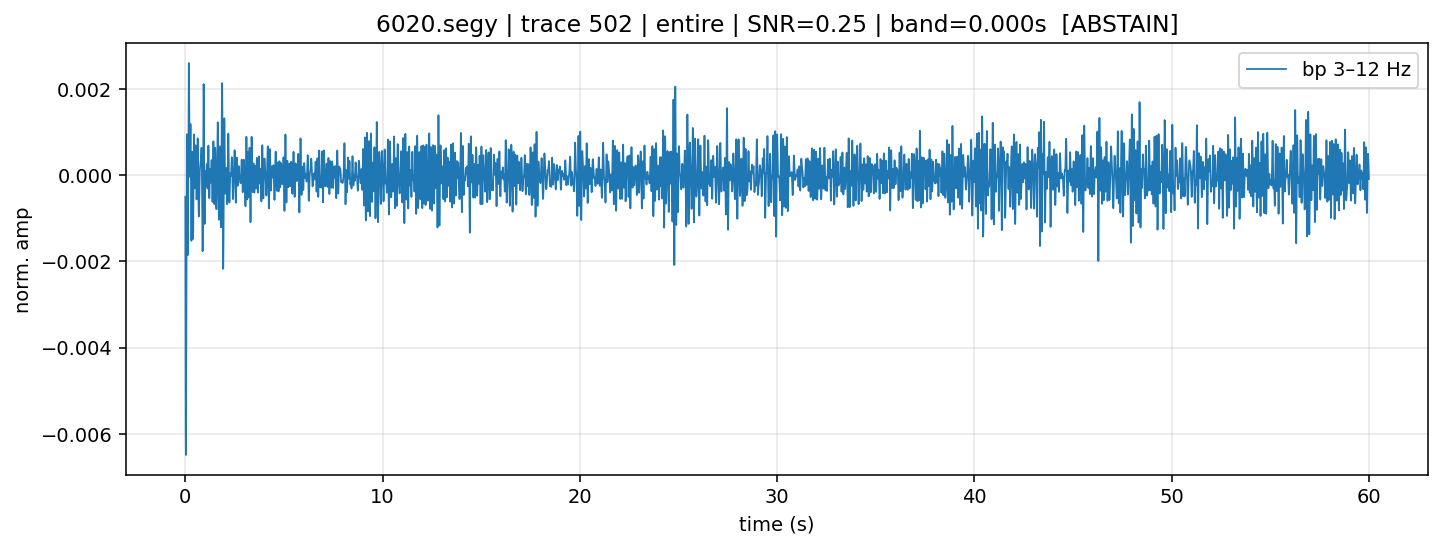 6020.segy | trace 502 | entire | SNR=0.25 | band=0.000s  [ABSTAIN]
bp 3–12 Hz
norm. amp
0.002
0.000
−0.002
−0.004
−0.006
0 10 20 30 40 50 60
time (s)